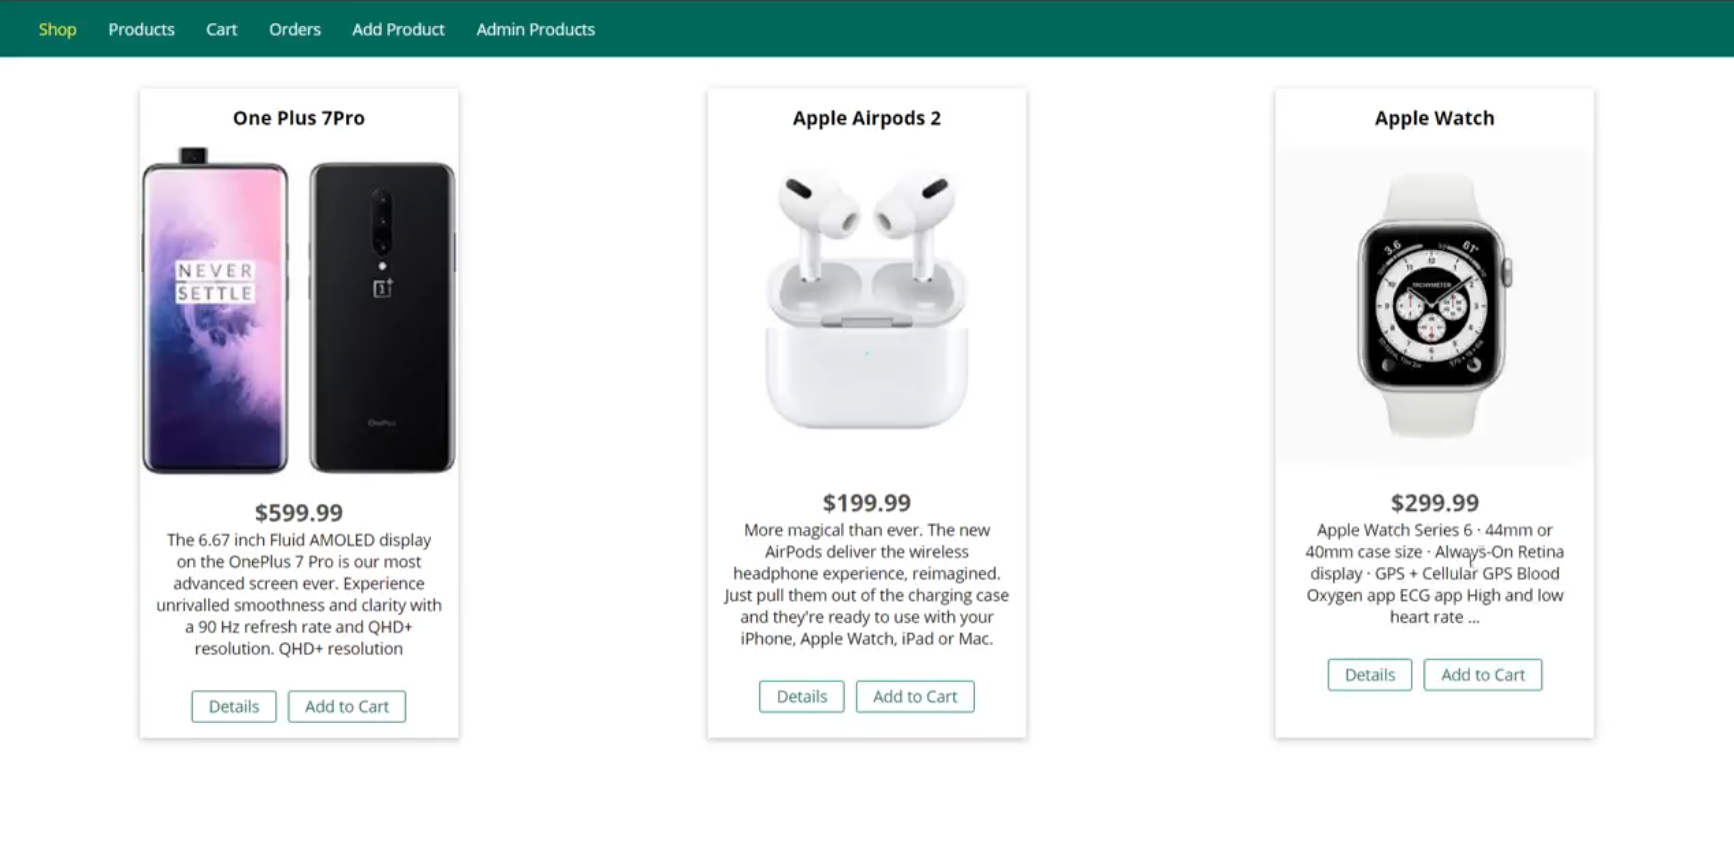 Shop Products Cart Orders Add Product Admin Products
One Plus 7Pro
NEVER
SETTLE
OnePlus
$599.99
The 6.67 inch Fluid AMOLED display
on the OnePlus 7 Pro is our most
advanced screen ever. Experience
unrivalled smoothness and clarity with
a 90 Hz refresh rate and QHD+
resolution. QHD+ resolution
Details Add to Cart
Apple Airpods 2
$199.99
More magical than ever. The new
AirPods deliver the wireless
headphone experience, reimagined.
Just pull them out of the charging case
and they're ready to use with your
iPhone, Apple Watch, iPad or Mac.
Details Add to Cart
Apple Watch
3.6 61°
TACHYMETER
$299.99
Apple Watch Series 6 · 44mm or
40mm case size · Always-On Retina
display · GPS + Cellular GPS Blood
Oxygen app ECG app High and low
heart rate ...
Details Add to Cart